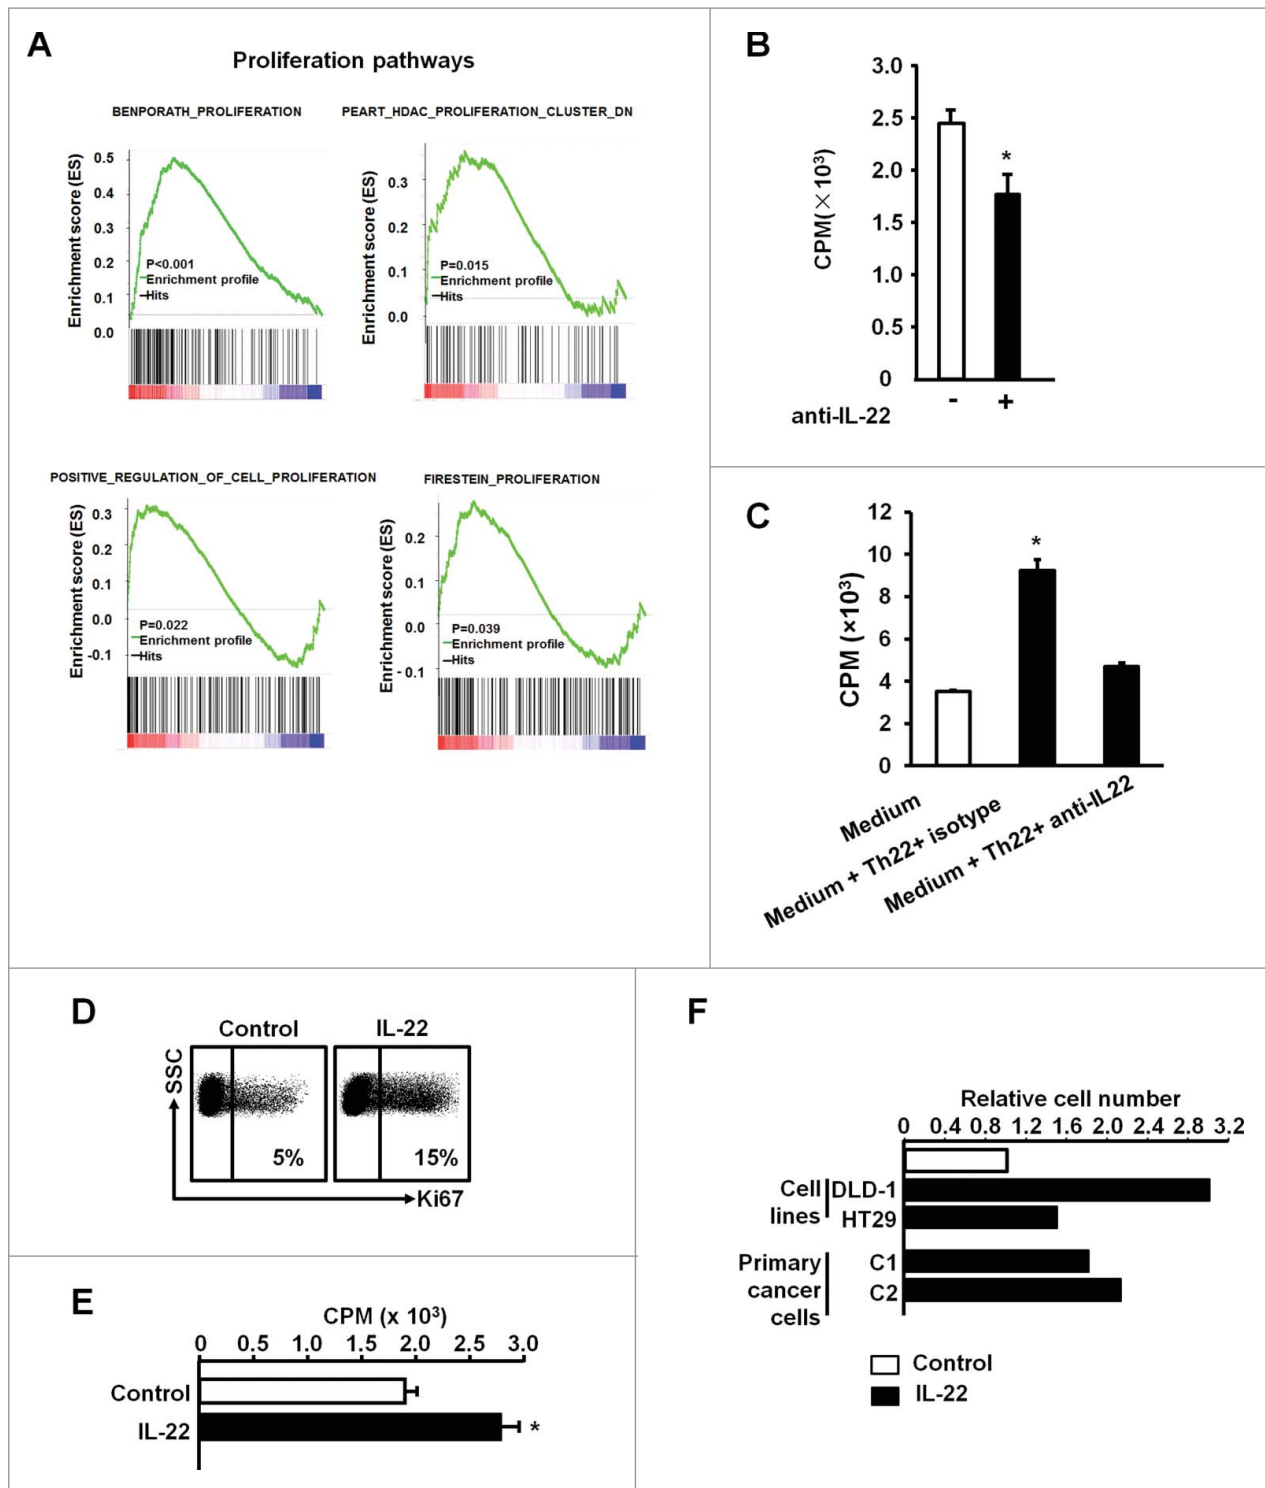 A
Proliferation pathways
BENPORATH_PROLIFERATION
Enrichment score (ES)
0.5
0.4
0.3
0.2
0.1
0.0
P<0.001
Enrichment profile
Hits
PEART_HDAC_PROLIFERATION_CLUSTER_DN
Enrichment score (ES)
0.3
0.2
0.1
0.0
P=0.015
Enrichment profile
Hits
POSITIVE_REGULATION_OF_CELL_PROLIFERATION
Enrichment score (ES)
0.3
0.2
0.1
0.0
-0.1
P=0.022
Enrichment profile
Hits
FIRESTEIN_PROLIFERATION
Enrichment score (ES)
0.2
0.1
0.0
- 0.1
P=0.039
Enrichment profile
Hits
B
CPM(×10³)
3.0
2.5
2.0
1.5
1.0
0.5
0
*
anti-IL-22 - +
C
CPM (×10³)
12
10
8
6
4
2
0
*
Medium
Medium + Th22+ isotype
Medium + Th22+ anti-IL22
D
Control IL-22
SSC
5% 15%
Ki67
E
CPM (x 10³)
0 0.5 1.0 1.5 2.0 2.5 3.0
Control
IL-22 *
F
Relative cell number
0 0.4 0.8 1.2 1.6 2.0 2.4 2.8 3.2
Cell lines
DLD-1
HT29
Primary cancer cells
C1
C2
Control
IL-22